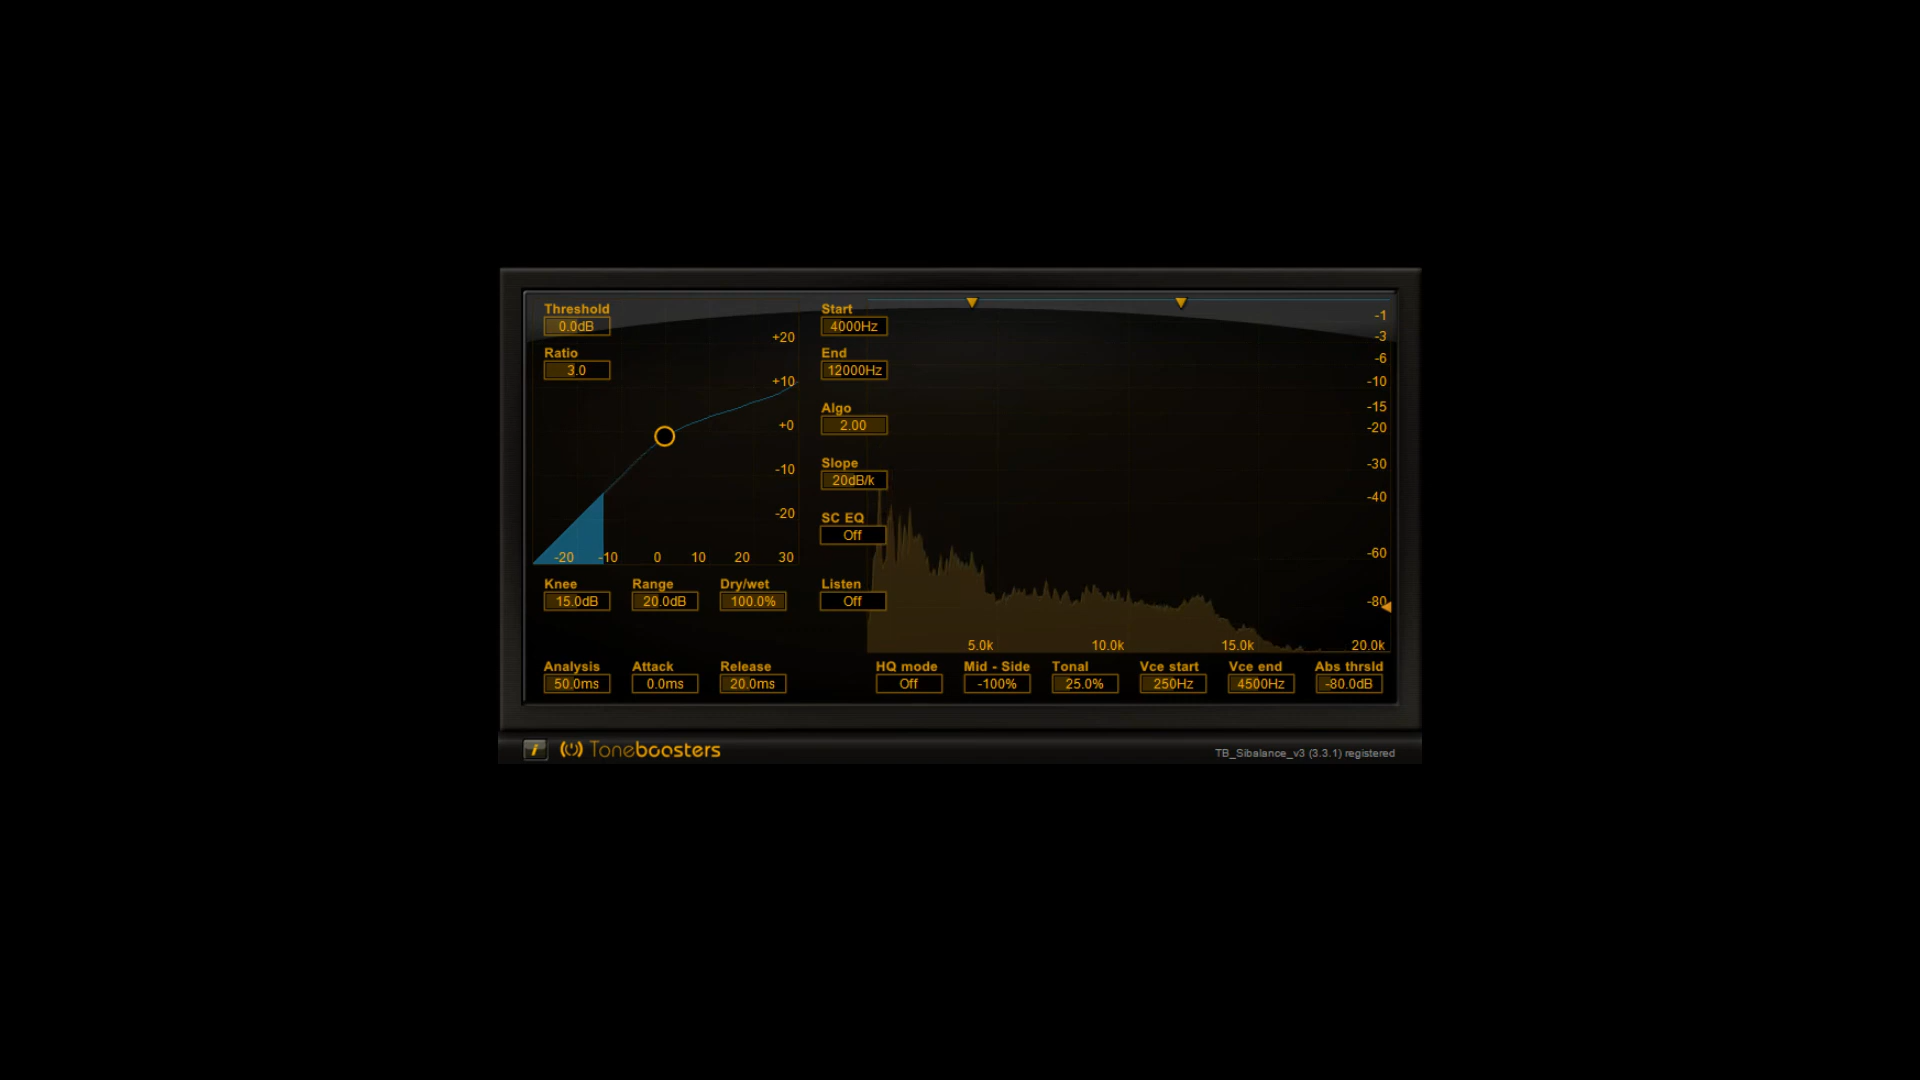 Threshold
0.0dB
Ratio
3.0
+20
+10
+0
-10
-20
-20 -10 0 10 20 30
Knee Range Dry/wet
15.0dB 20.0dB 100.0%
Analysis Attack Release
50.0ms 0.0ms 20.0ms
Start
4000Hz
End
12000Hz
Algo
2.00
Slope
20dB/k
SC EQ
Off
Listen
Off
-1
-3
-6
-10
-15
-20
-30
-40
-60
-80
5.0k 10.0k 15.0k 20.0k
HQ mode Mid - Side Tonal Vce start Vce end Abs thrsld
Off -100% 25.0% 250Hz 4500Hz -80.0dB
i Toneboosters
TB_Sibalance_v3 (3.3.1) registered